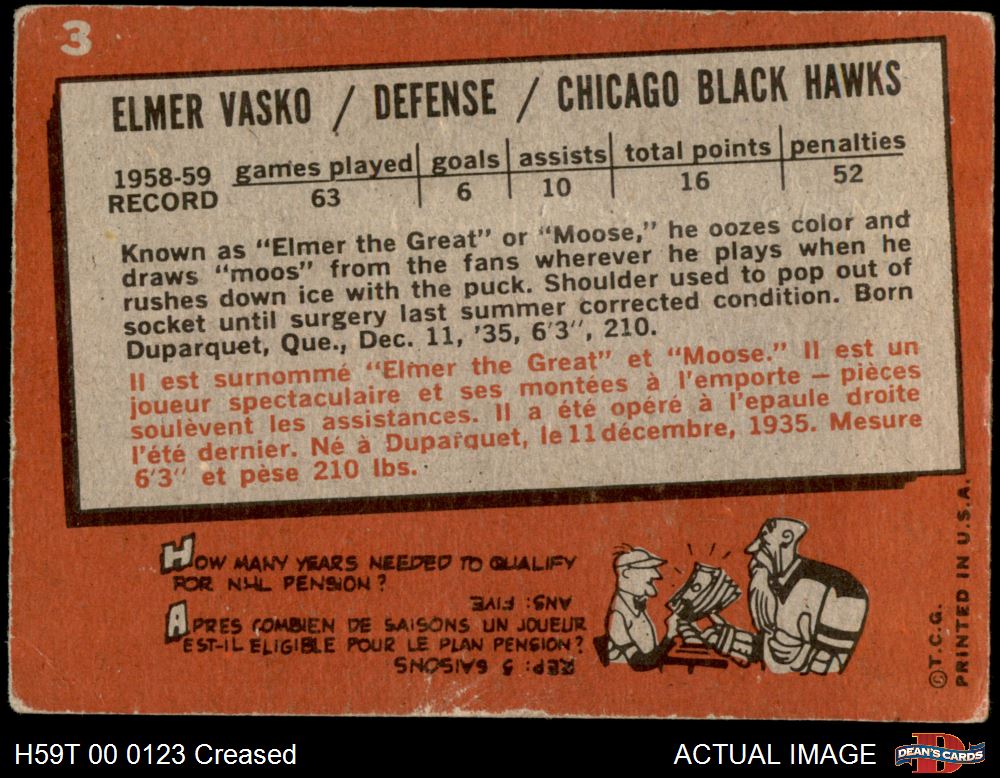 3
ELMER VASKO / DEFENSE / CHICAGO BLACK HAWKS
1958-59 RECORD games played goals assists total points penalties
63 6 10 16 52
Known as “Elmer the Great” or “Moose,” he oozes color and
draws “moos” from the fans wherever he plays when he
rushes down ice with the puck. Shoulder used to pop out of
socket until surgery last summer corrected condition. Born
Duparquet, Que., Dec. 11, ’35, 6’3”, 210.
Il est surnommé “Elmer the Great” et “Moose.” Il est un
joueur spectaculaire et ses montées à l’emporte — pièces
soulèvent les assistances. Il a été opéré à l’epaule droite
l’été dernier. Né à Duparquet, le 11 décembre, 1935. Mesure
6’3” et pèse 210 lbs.
HOW MANY YEARS NEEDED TO QUALIFY
FOR NHL PENSION?
ANS: FIVE
APRES COMBIEN DE SAISONS UN JOUEUR
EST-IL ELIGIBLE POUR LE PLAN PENSION?
REP: 5 SAISONS
© T.C.G.
PRINTED IN U.S.A.
H59T 00 0123 Creased
ACTUAL IMAGE
DEAN'S CARDS